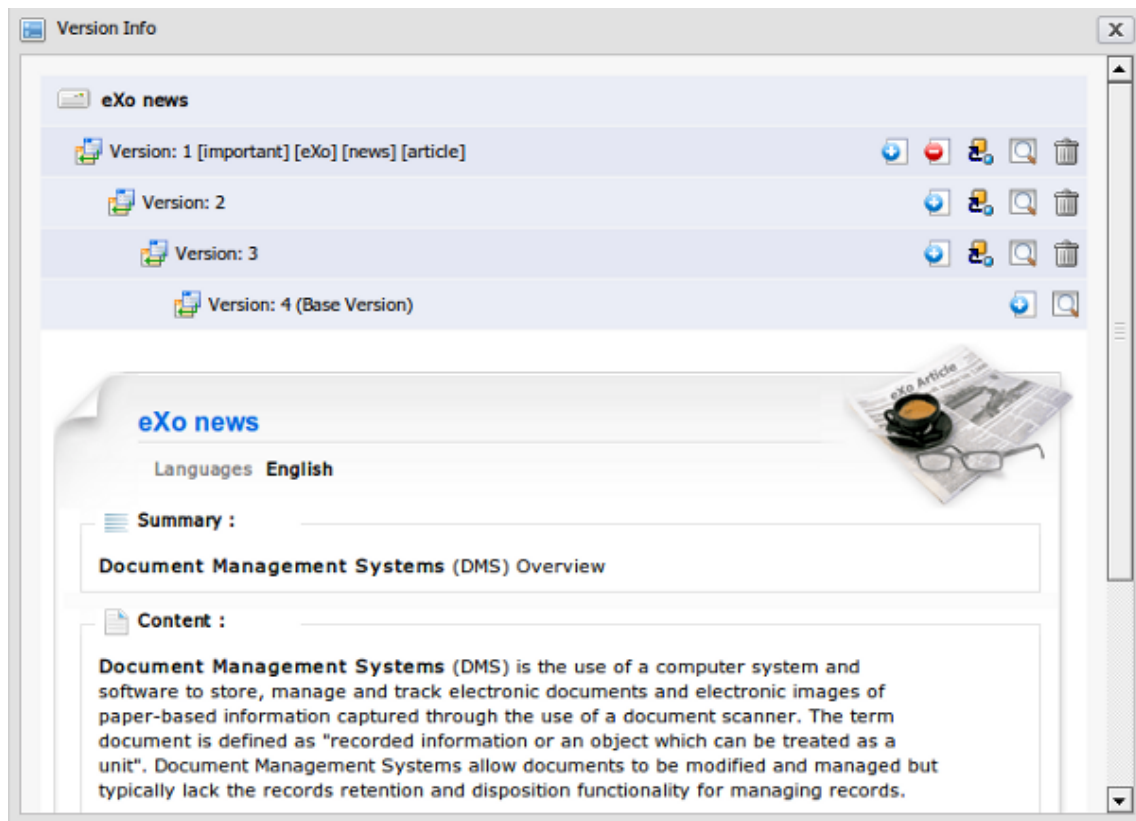 Version Info
X
eXo news
Version: 1 [important] [eXo] [news] [article]
Version: 2
Version: 3
Version: 4 (Base Version)
eXo Article
eXo news
Languages English
Summary :
Document Management Systems (DMS) Overview
Content :
Document Management Systems (DMS) is the use of a computer system and
software to store, manage and track electronic documents and electronic images of
paper-based information captured through the use of a document scanner. The term
document is defined as "recorded information or an object which can be treated as a
unit". Document Management Systems allow documents to be modified and managed but
typically lack the records retention and disposition functionality for managing records.